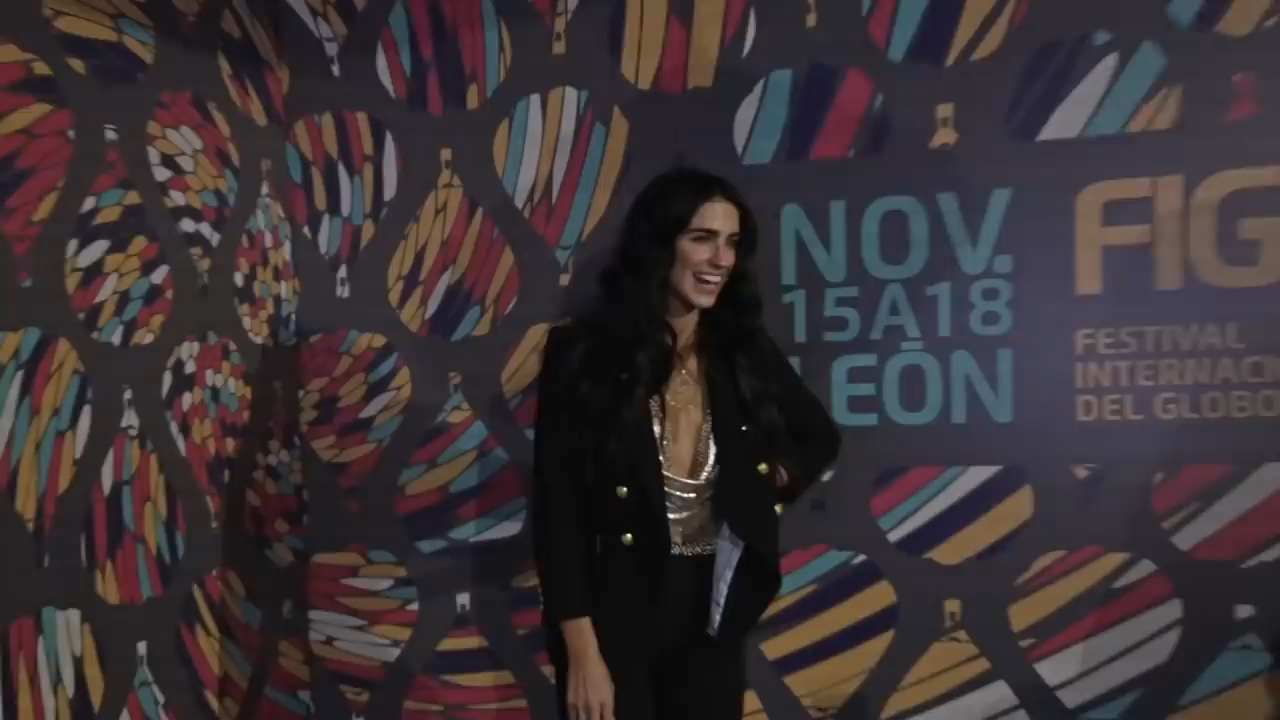 NOV.
15A18
LEÓN
FIG
FESTIVAL
INTERNAC
DEL GLOBO